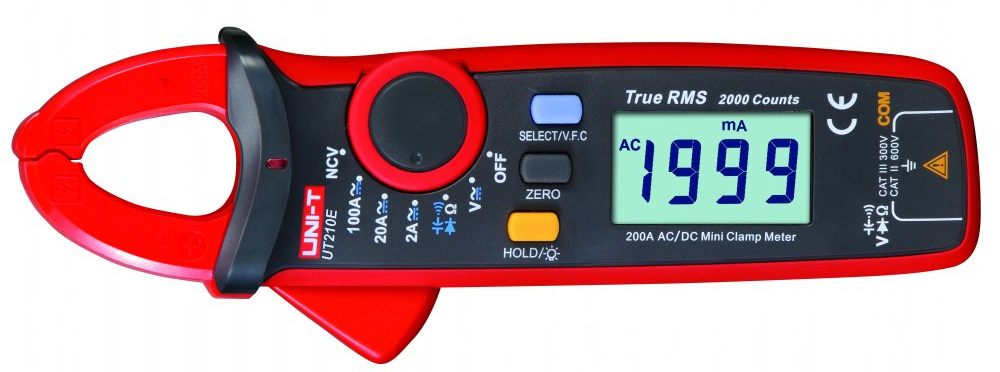 NCV
100A
20A
2A
Ω
V
OFF
UNI-T
UT210E
SELECT/V.F.C
ZERO
HOLD/
True RMS 2000 Counts
mA
AC
1999
200A AC/DC Mini Clamp Meter
CE
COM
CAT III 300V
CAT II 600V
VΩ